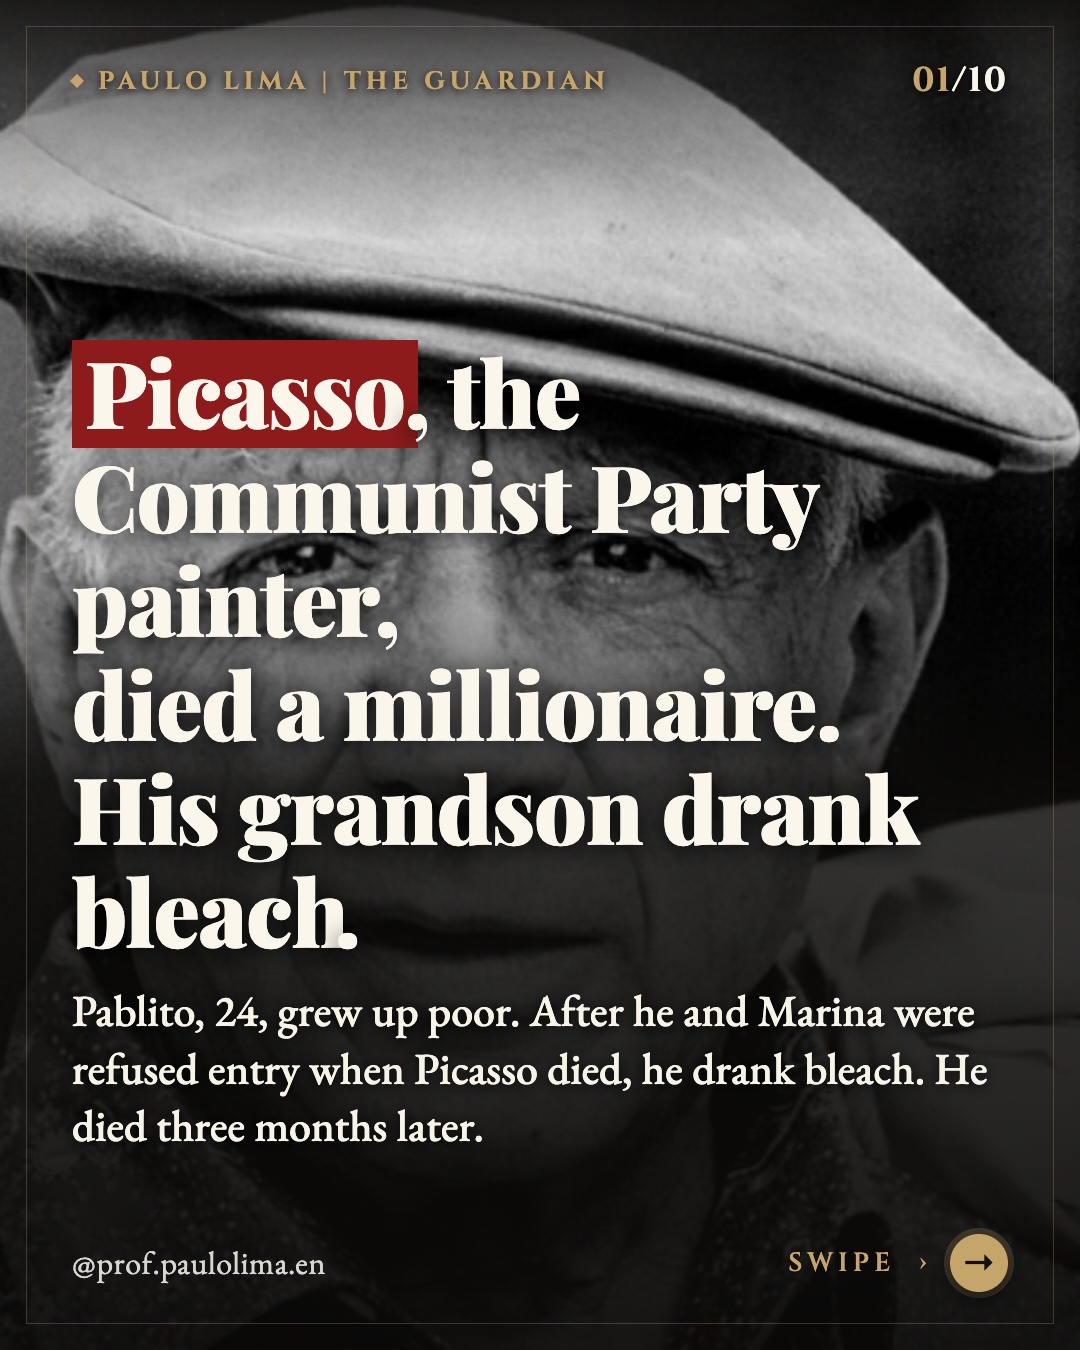 PAULO LIMA | THE GUARDIAN
01/10
Picasso, the
Communist Party
painter,
died a millionaire.
His grandson drank
bleach.
Pablito, 24, grew up poor. After he and Marina were
refused entry when Picasso died, he drank bleach. He
died three months later.
@prof.paulolima.en
SWIPE › →